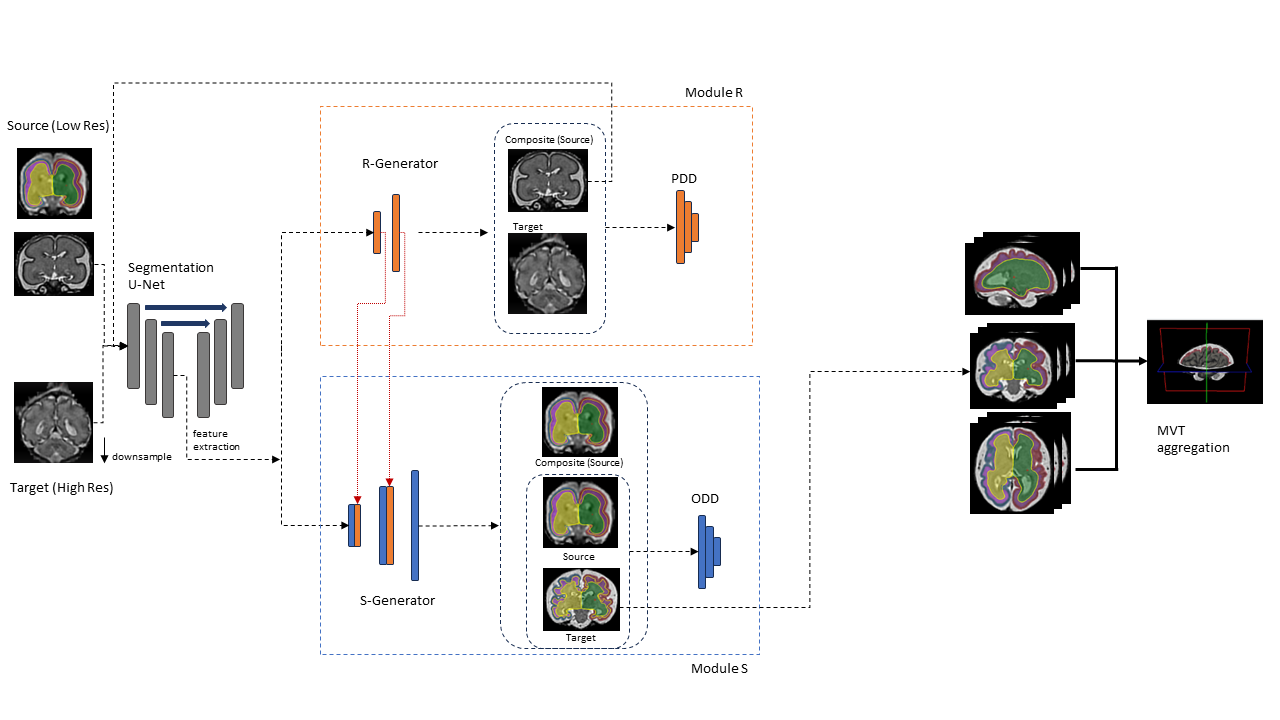 Module R
Source (Low Res)
R-Generator
Composite (Source)
PDD
Target
Segmentation
U-Net
feature
extraction
downsample
Target (High Res)
MVT
aggregation
Composite (Source)
ODD
Source
S-Generator
Target
Module S